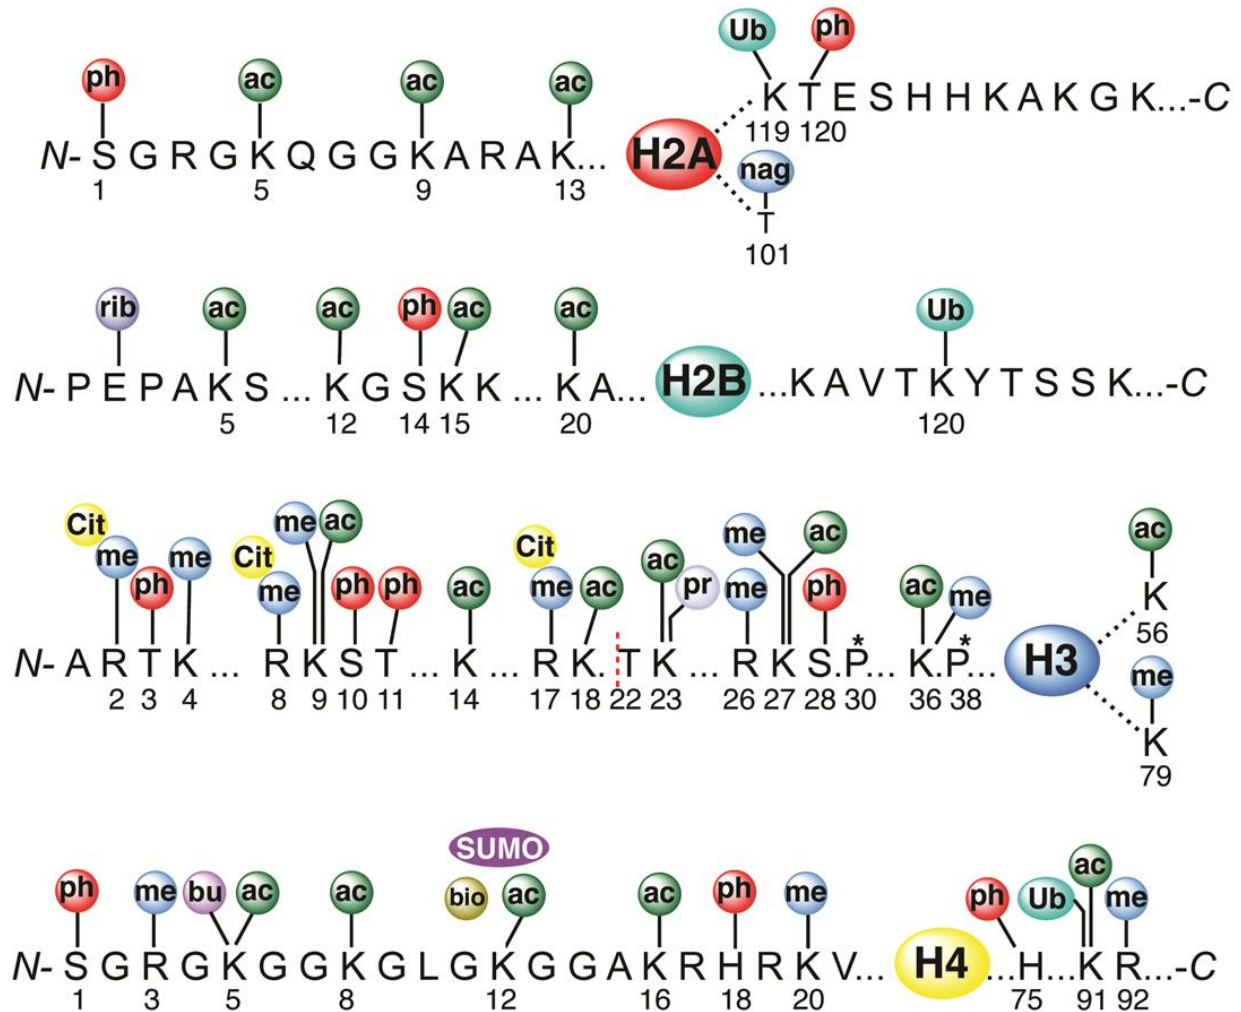 Ub ph
ph ac ac ac
N- S G R G K Q G G K A R A K... H2A K T E S H H K A K G K...-C
1 5 9 13 119 120
nag
T
101
rib ac ac ph ac ac Ub
N- P E P A K S ... K G S K K ... K A... H2B ...K A V T K Y T S S K...-C
5 12 14 15 20 120
Cit me ac Cit me ac ac
me ph me Cit me ph ph ac me ac ac pr me ph ac me K
N- A R T K ... R K S T ... K ... R K. T K ... R K S.P* ... K.P*... H3 56
2 3 4 8 9 10 11 14 17 18 22 23 26 27 28 30 36 38 me
K
79
SUMO
ph me bu ac ac bio ac ac ph me ph Ub ac me
N- S G R G K G G K G L G K G G A K R H R K V... H4 ...H...K R...-C
1 3 5 8 12 16 18 20 75 91 92